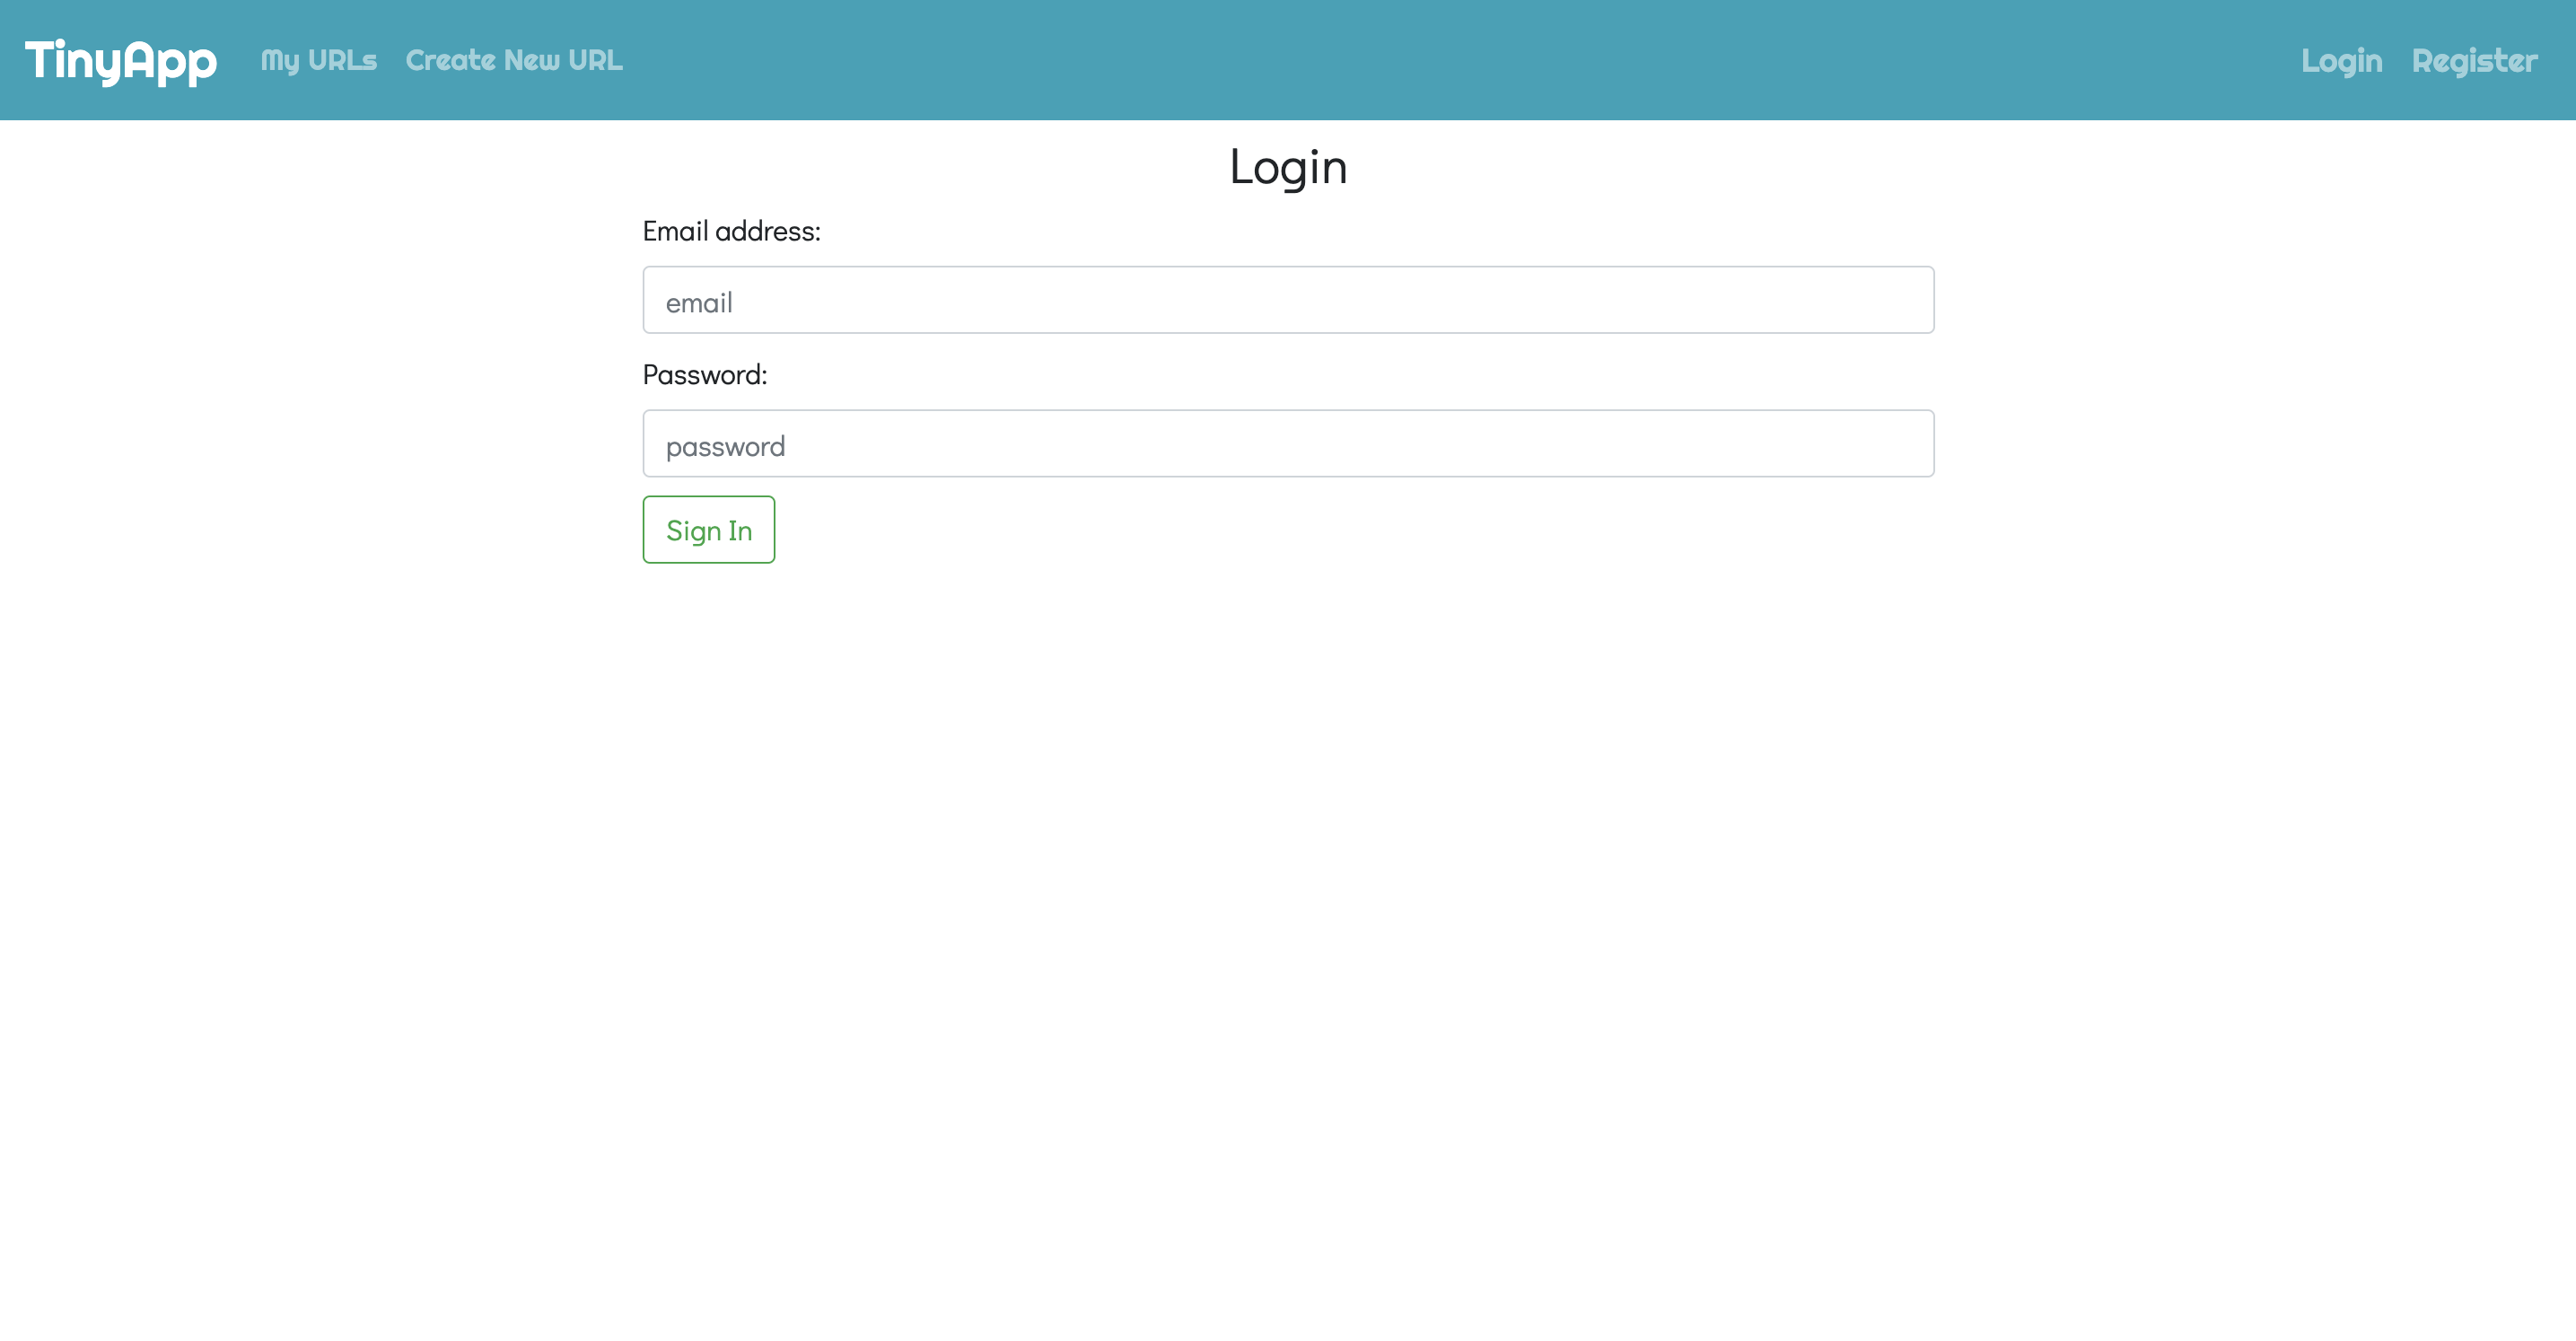 TinyApp My URLs Create New URL Login Register
Login
Email address:
email
Password:
password
Sign In